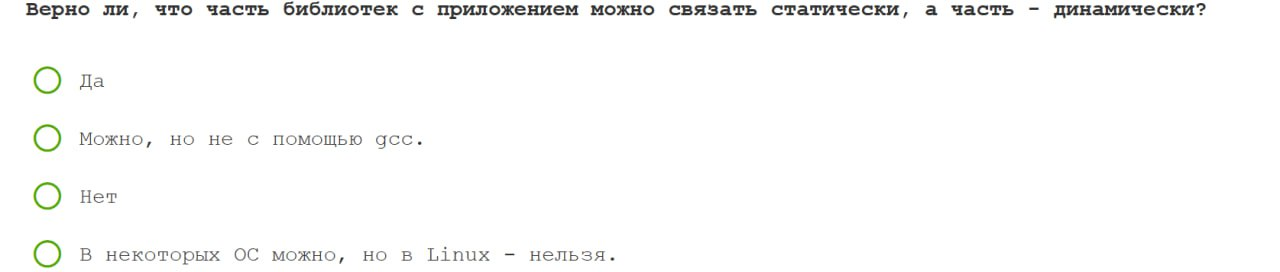 Верно ли, что часть библиотек с приложением можно связать статически, а часть - динамически?
Да
Можно, но не с помощью gcc.
Нет
В некоторых ОС можно, но в Linux - нельзя.